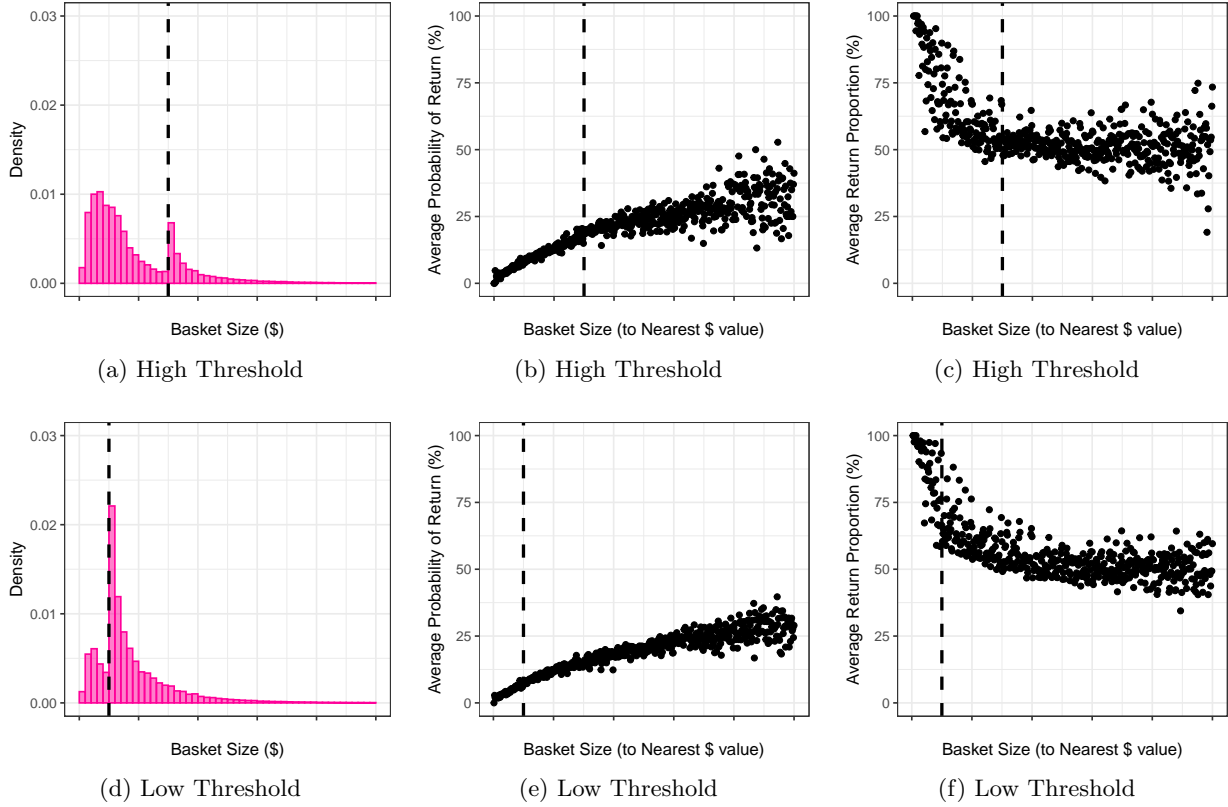 0.03
0.02
0.01
0.00
Density
Basket Size ($)
(a) High Threshold
100
75
50
25
0
Average Probability of Return (%)
Basket Size (to Nearest $ value)
(b) High Threshold
100
75
50
25
0
Average Return Proportion (%)
Basket Size (to Nearest $ value)
(c) High Threshold
0.03
0.02
0.01
0.00
Density
Basket Size ($)
(d) Low Threshold
100
75
50
25
0
Average Probability of Return (%)
Basket Size (to Nearest $ value)
(e) Low Threshold
100
75
50
25
0
Average Return Proportion (%)
Basket Size (to Nearest $ value)
(f) Low Threshold